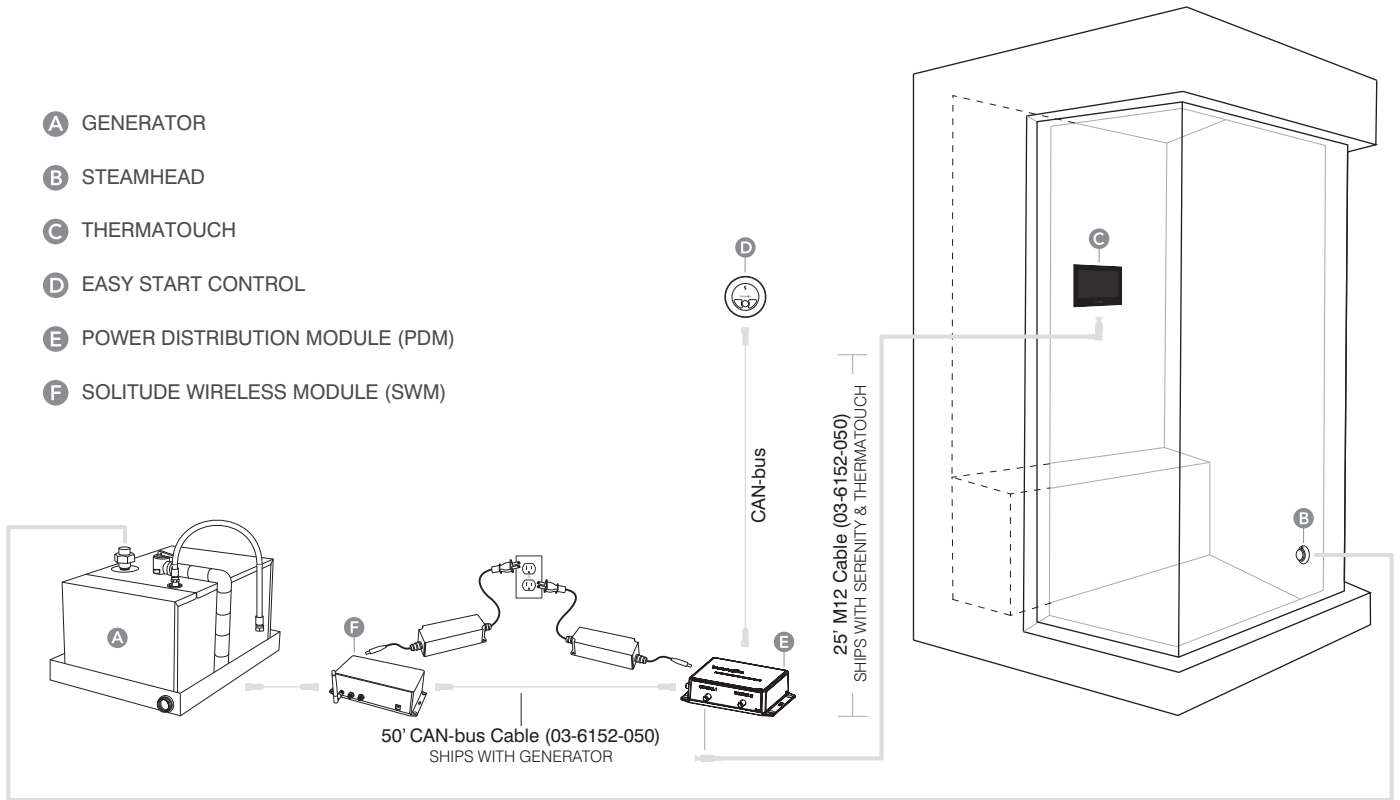 A GENERATOR
B STEAMHEAD
C THERMATOUCH
D EASY START CONTROL
E POWER DISTRIBUTION MODULE (PDM)
F SOLITUDE WIRELESS MODULE (SWM)
D
C
CAN-bus
25' M12 Cable (03-6152-050)
SHIPS WITH SERENITY & THERMATOUCH
B
A
F
E
50' CAN-bus Cable (03-6152-050)
SHIPS WITH GENERATOR